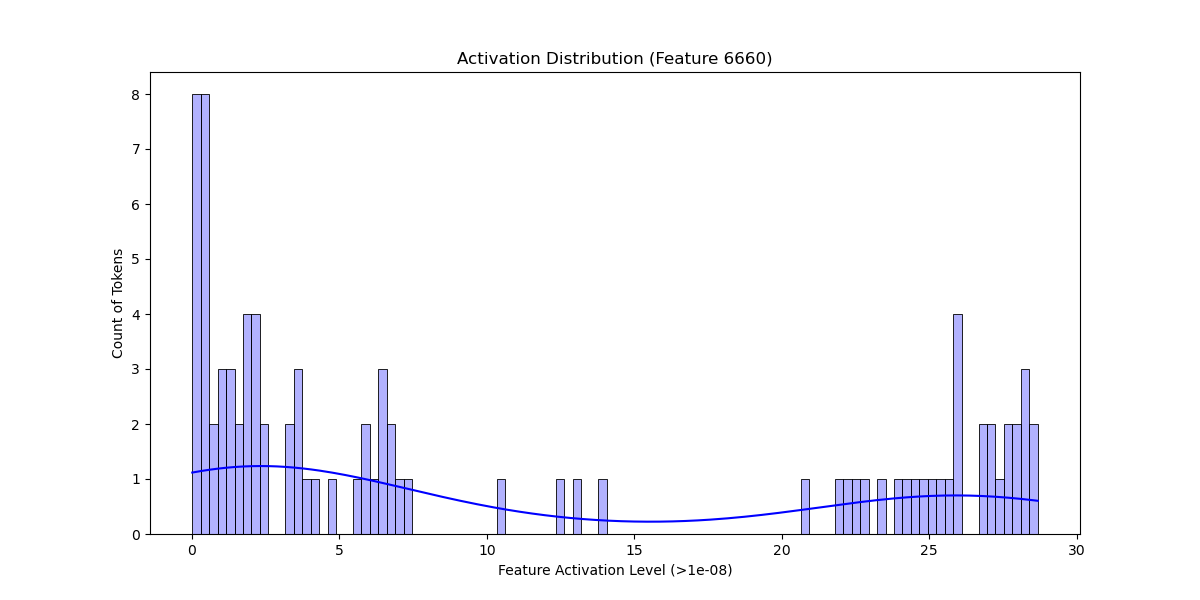 Activation Distribution (Feature 6660)
Count of Tokens
8
7
6
5
4
3
2
1
0
0 5 10 15 20 25 30
Feature Activation Level (>1e-08)